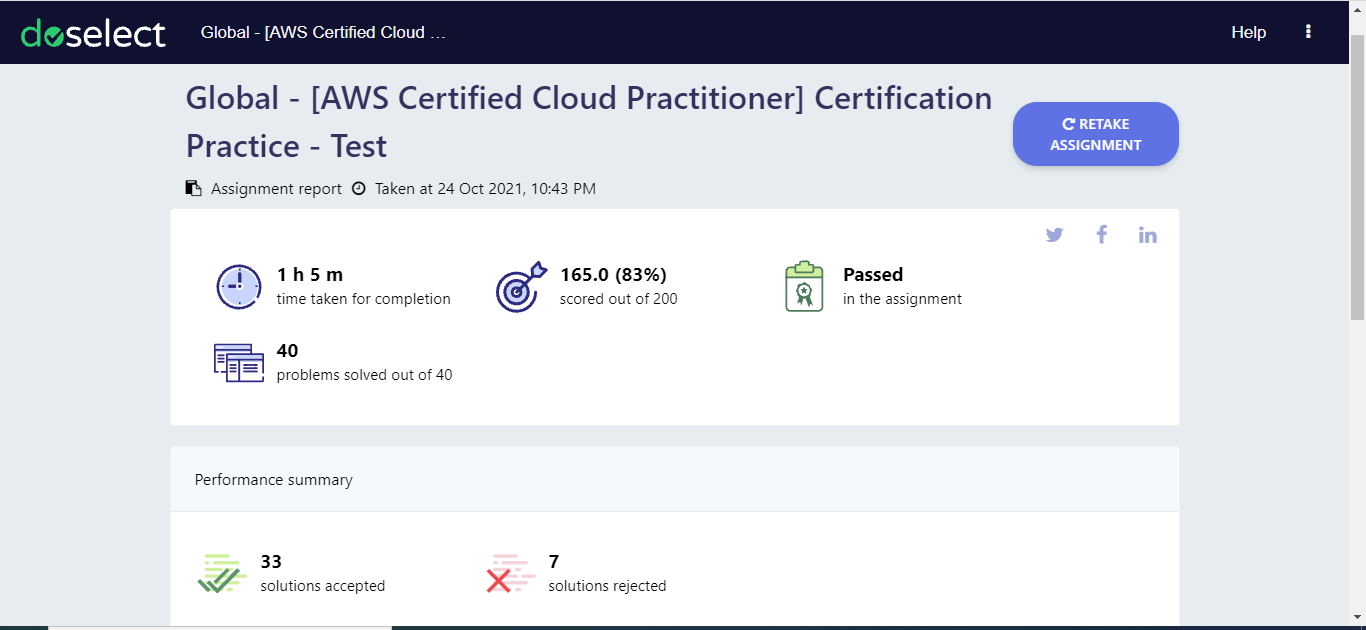 doselect Global - [AWS Certified Cloud … Help
Global - [AWS Certified Cloud Practitioner] Certification
Practice - Test
RETAKE
ASSIGNMENT
Assignment report Taken at 24 Oct 2021, 10:43 PM
1 h 5 m
time taken for completion
165.0 (83%)
scored out of 200
Passed
in the assignment
40
problems solved out of 40
Performance summary
33
solutions accepted
7
solutions rejected